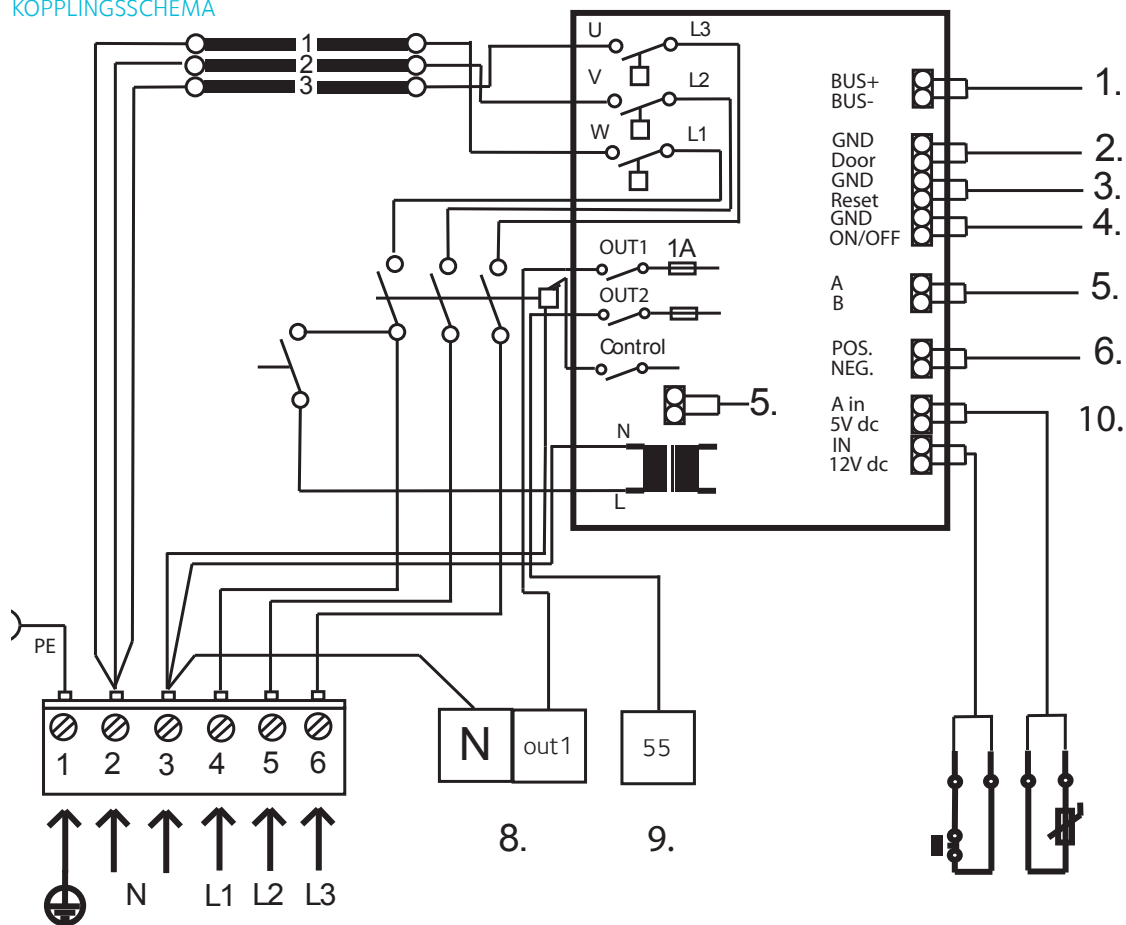 KOPPLINGSSCHEMA
1
2
3
U
L3
V
L2
W
L1
BUS+
BUS-
1.
GND
Door
2.
GND
Reset
3.
GND
ON/OFF
4.
OUT1
1A
OUT2
Control
A
B
5.
POS.
NEG.
6.
5.
A in
5V dc
10.
IN
12V dc
N
L
PE
1
2
3
4
5
6
N
out1
55
8.
9.
N
L1
L2
L3